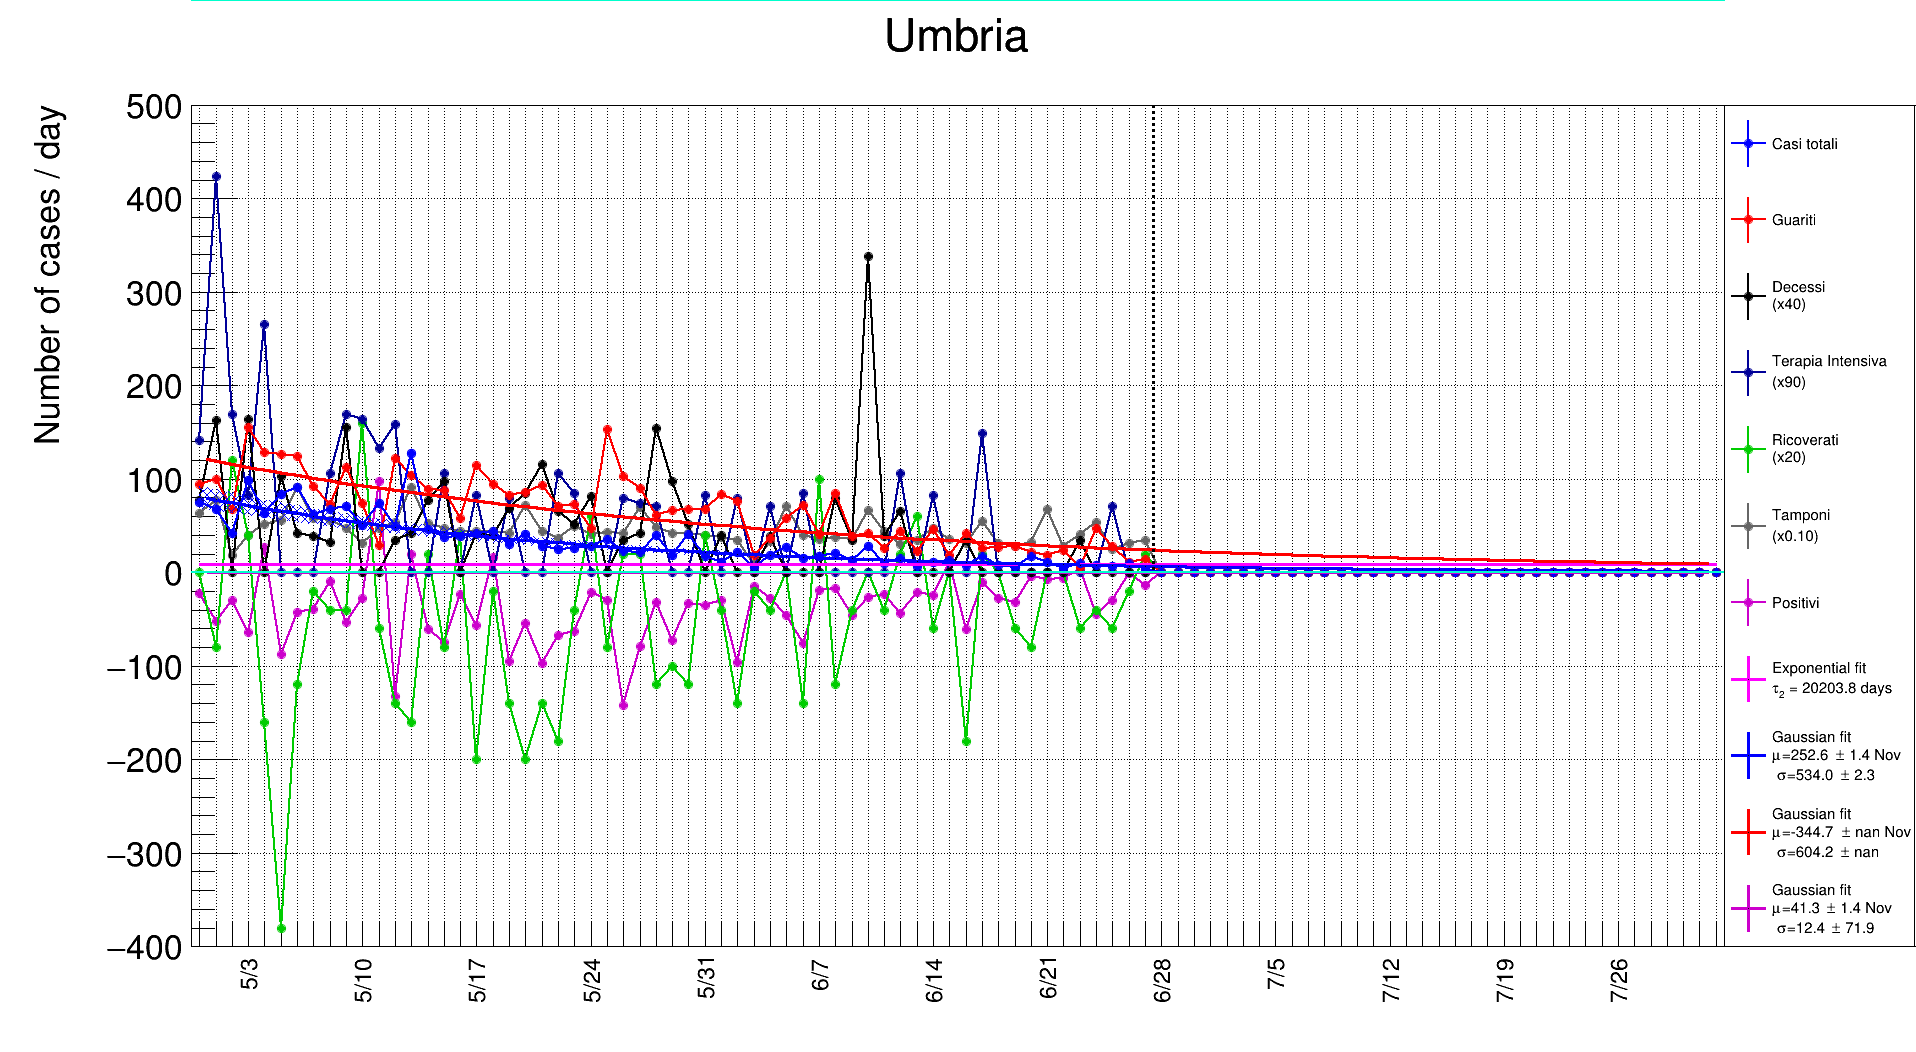 Umbria
Number of cases / day
500
400
300
200
100
0
−100
−200
−300
−400
5/3
5/10
5/17
5/24
5/31
6/7
6/14
6/21
6/28
7/5
7/12
7/19
7/26
Casi totali
Guariti
Decessi
(x40)
Terapia Intensiva
(x90)
Ricoverati
(x20)
Tamponi
(x0.10)
Positivi
Exponential fit
τ2 = 20203.8 days
Gaussian fit
μ=252.6 ± 1.4 Nov
σ=534.0 ± 2.3
Gaussian fit
μ=-344.7 ± nan Nov
σ=604.2 ± nan
Gaussian fit
μ=41.3 ± 1.4 Nov
σ=12.4 ± 71.9